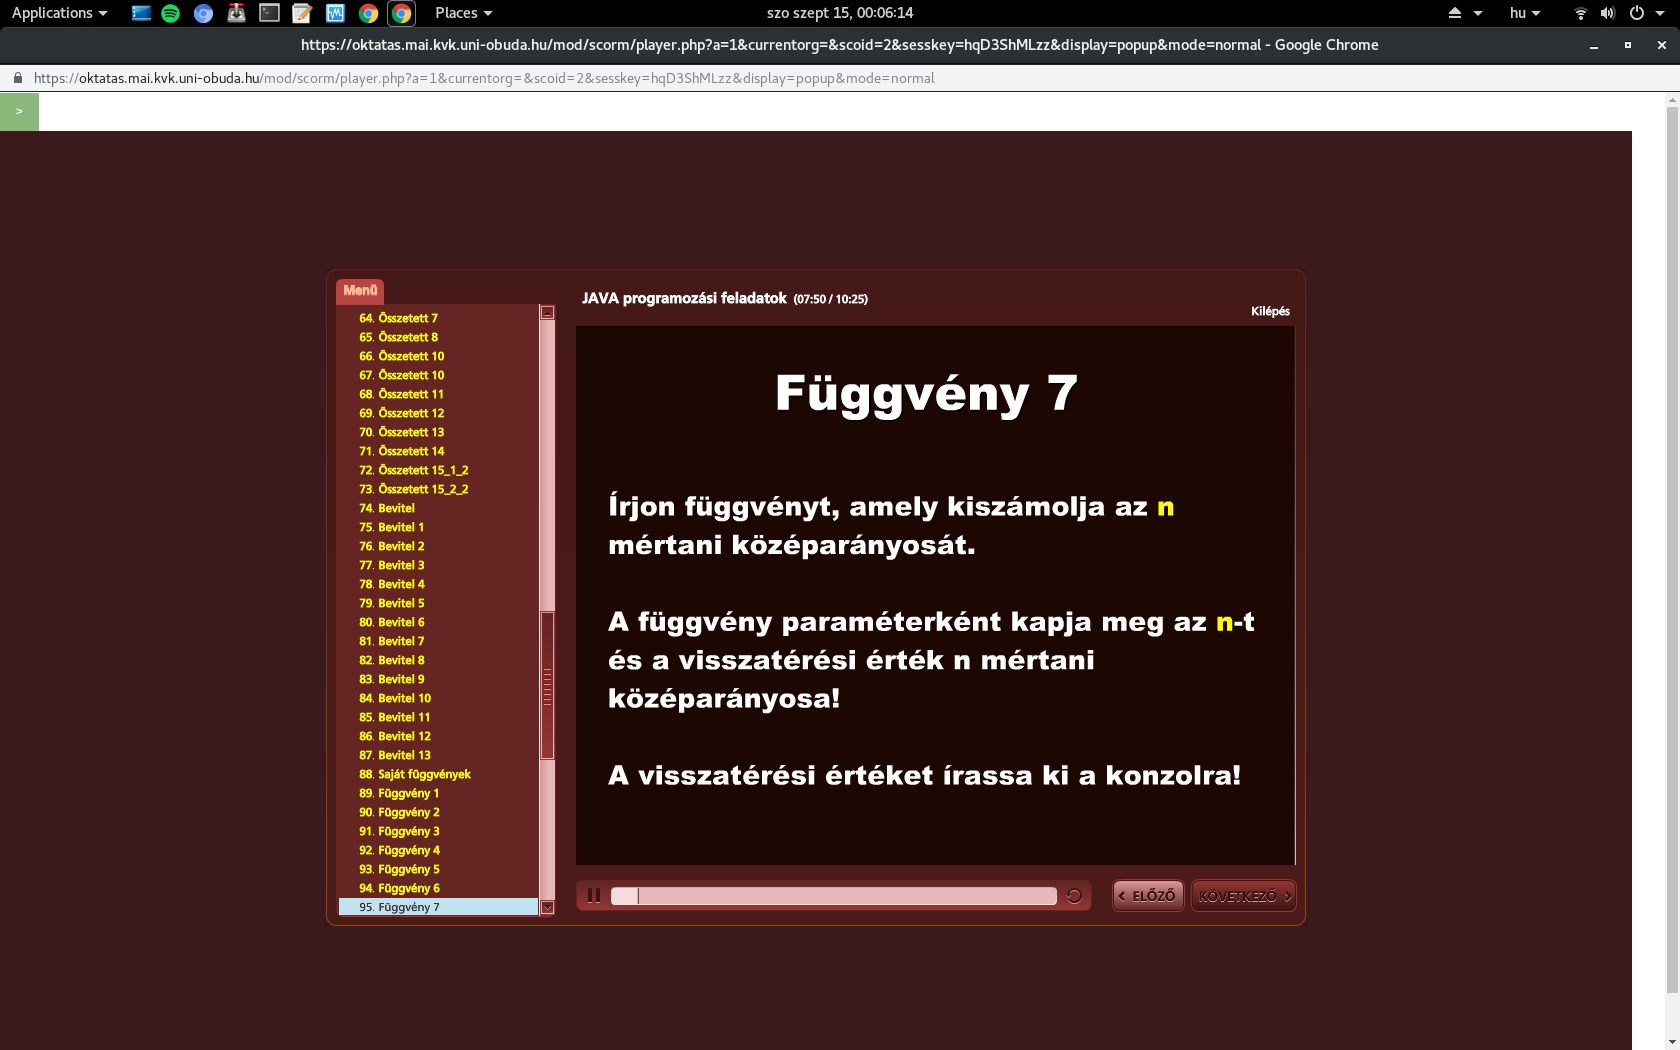 Applications
Places
szo szept 15, 00:06:14
hu
https://oktatas.mai.kvk.uni-obuda.hu/mod/scorm/player.php?a=1&currentorg=&scoid=2&sesskey=hqD3ShMLzz&display=popup&mode=normal - Google Chrome
https://oktatas.mai.kvk.uni-obuda.hu/mod/scorm/player.php?a=1&currentorg=&scoid=2&sesskey=hqD3ShMLzz&display=popup&mode=normal
>
Menü
64. Összetett 7
65. Összetett 8
66. Összetett 10
67. Összetett 10
68. Összetett 11
69. Összetett 12
70. Összetett 13
71. Összetett 14
72. Összetett 15_1_2
73. Összetett 15_2_2
74. Bevitel
75. Bevitel 1
76. Bevitel 2
77. Bevitel 3
78. Bevitel 4
79. Bevitel 5
80. Bevitel 6
81. Bevitel 7
82. Bevitel 8
83. Bevitel 9
84. Bevitel 10
85. Bevitel 11
86. Bevitel 12
87. Bevitel 13
88. Saját függvények
89. Függvény 1
90. Függvény 2
91. Függvény 3
92. Függvény 4
93. Függvény 5
94. Függvény 6
95. Függvény 7
JAVA programozási feladatok (07:50 / 10:25)
Kilépés
Függvény 7
Írjon függvényt, amely kiszámolja az n
mértani középarányosát.
A függvény paraméterként kapja meg az n-t
és a visszatérési érték n mértani
középarányosa!
A visszatérési értéket írassa ki a konzolra!
< ELŐZŐ
KÖVETKEZŐ >